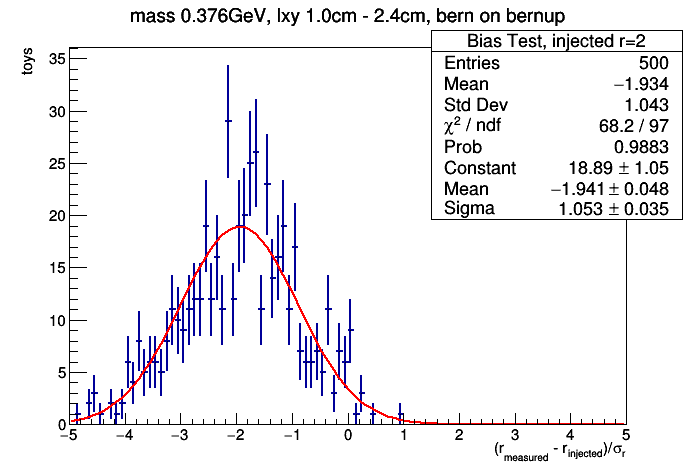 mass 0.376GeV, lxy 1.0cm - 2.4cm, bern on bernup
Bias Test, injected r=2
Entries 500
Mean −1.934
Std Dev 1.043
χ² / ndf 68.2 / 97
Prob 0.9883
Constant 18.89 ± 1.05
Mean −1.941 ± 0.048
Sigma 1.053 ± 0.035
toys
35
30
25
20
15
10
5
0
−5 −4 −3 −2 −1 0 1 2 3 4 5
(r_measured - r_injected)/σ_r